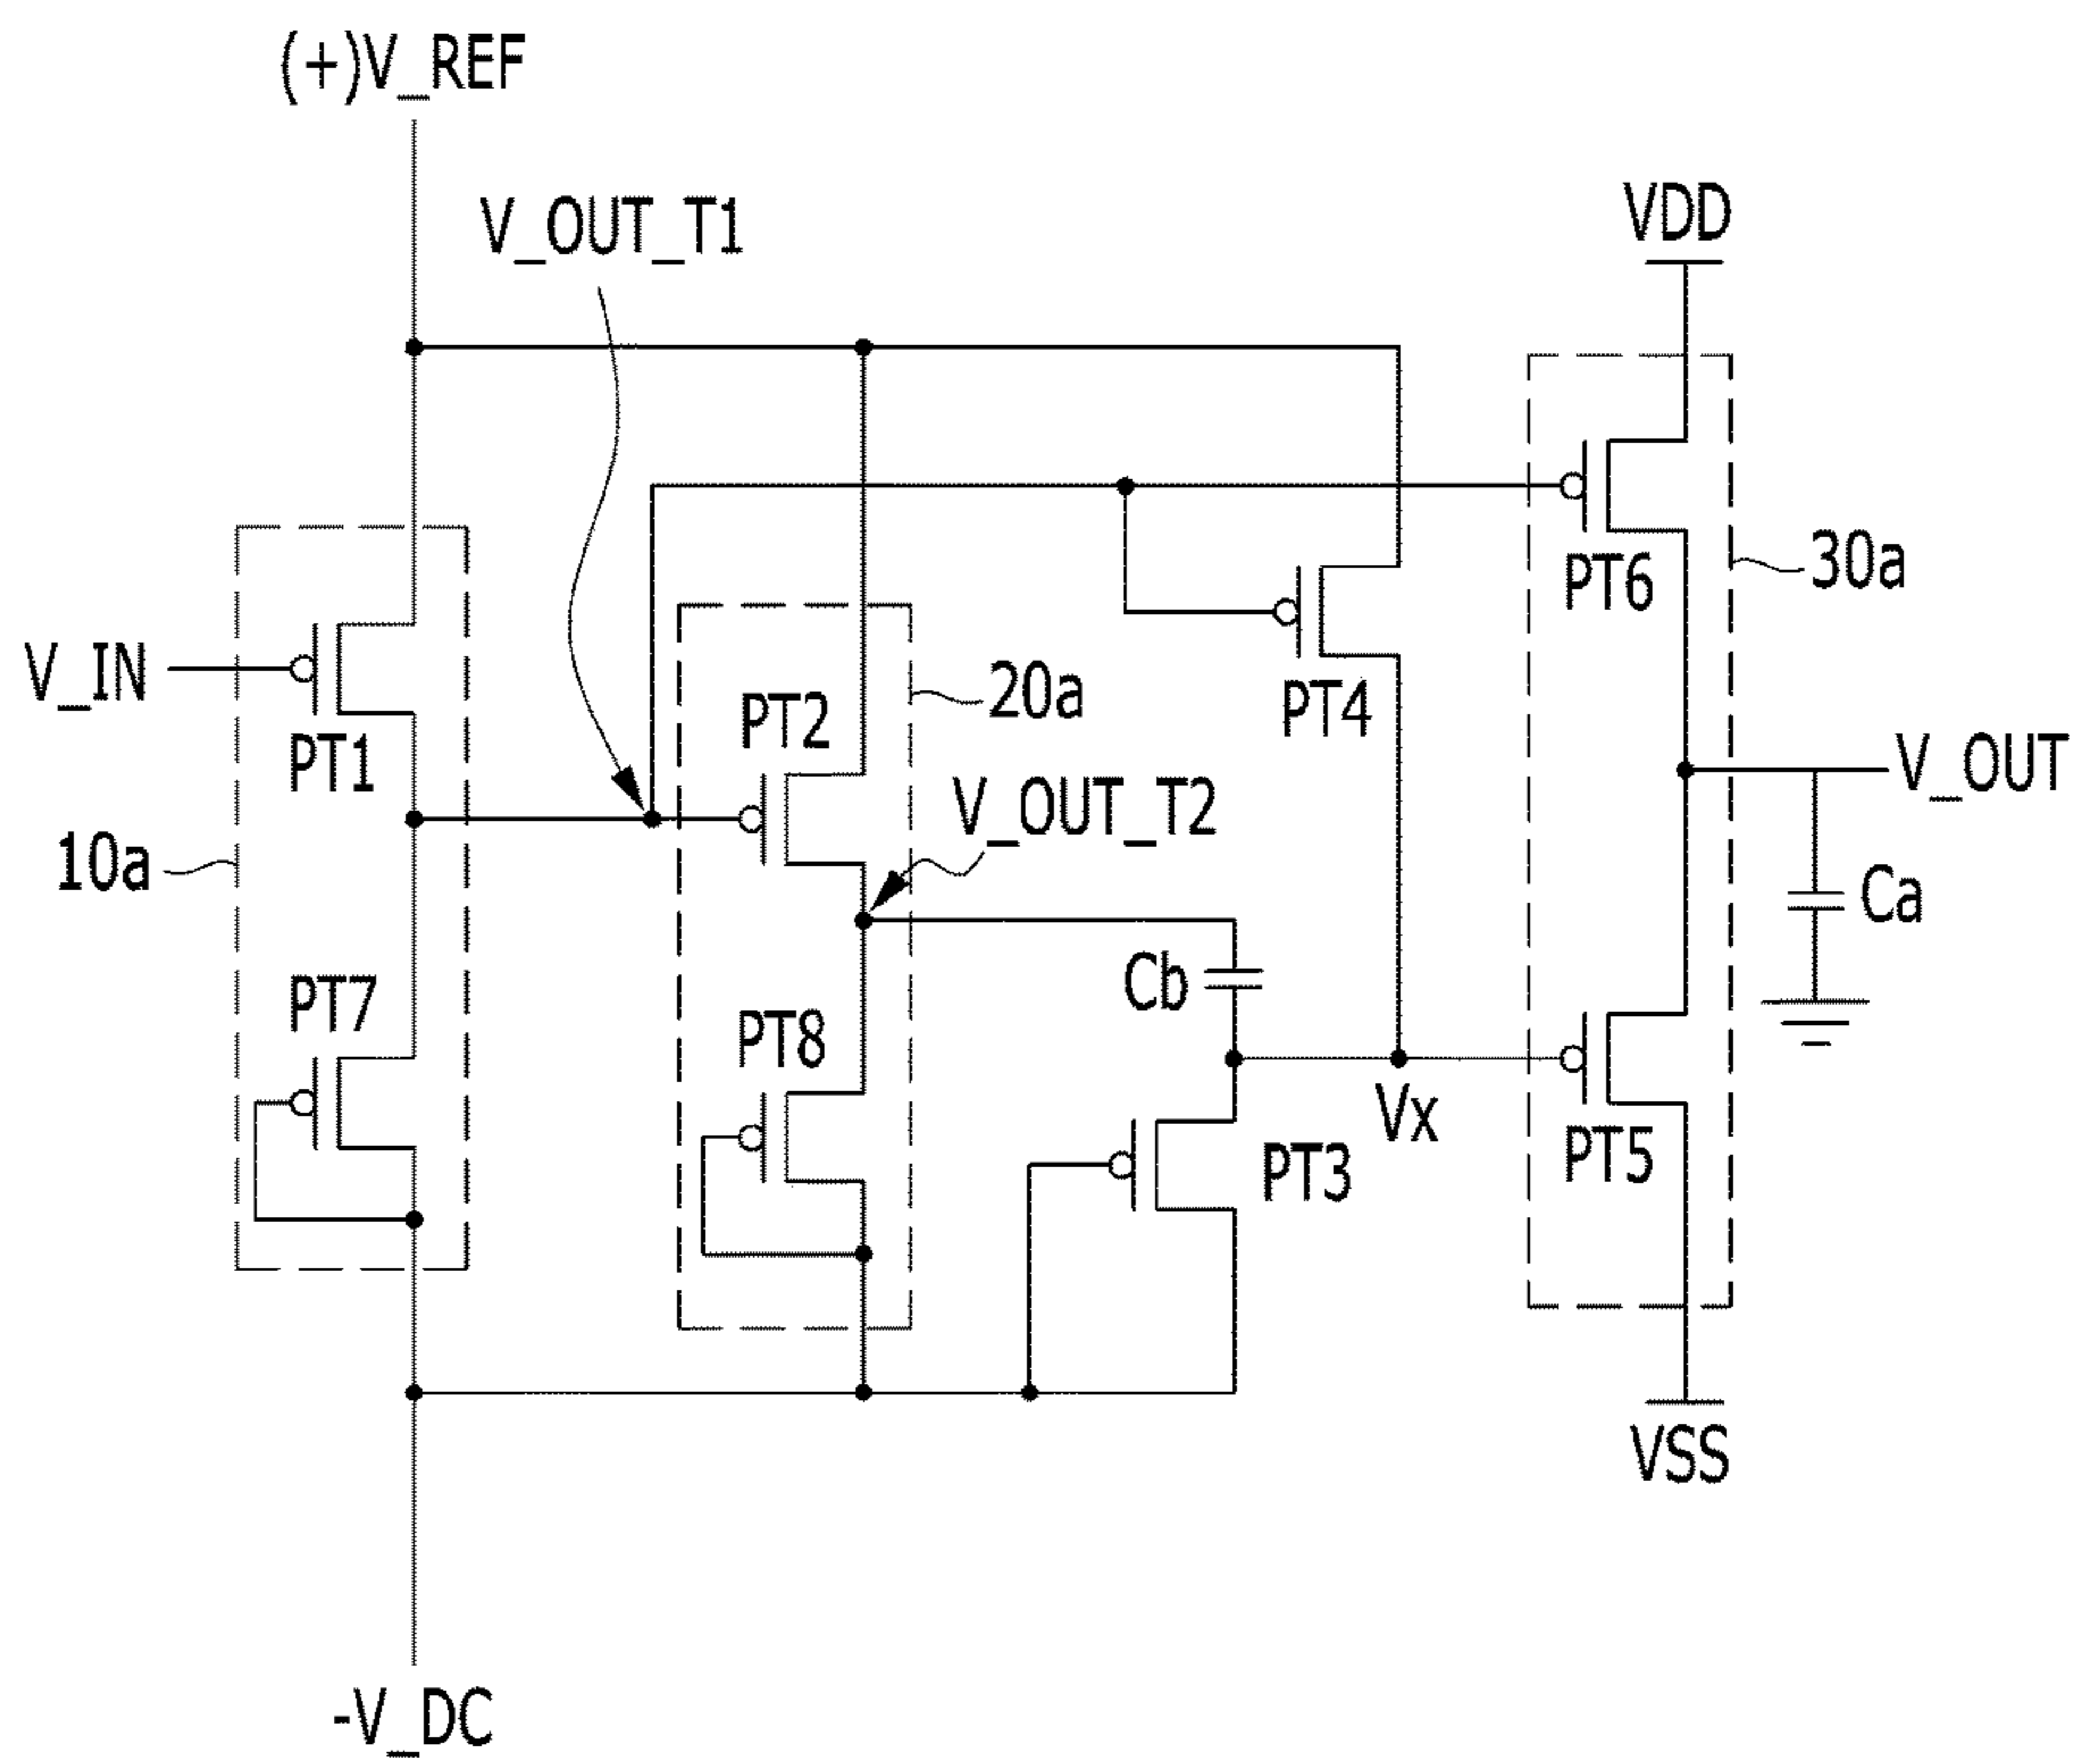 (+)V_REF
V_OUT_T1
VDD
30a
PT6
V_IN
PT1
20a
PT2
PT4
V_OUT_T2
V_OUT
10a
Ca
Cb
PT7
PT8
Vx
PT3
PT5
VSS
-V_DC